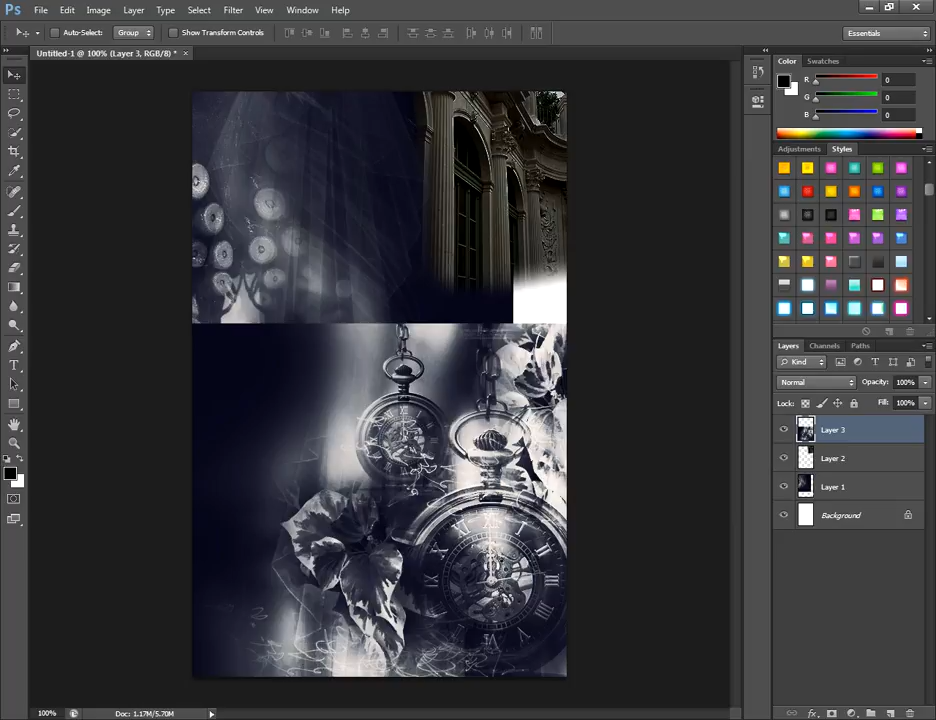 Ps File Edit Image Layer Type Select Filter View Window Help
Auto-Select: Group Show Transform Controls Essentials
Untitled-1 @ 100% (Layer 3, RGB/8) * ×
Color Swatches
R 0
G 0
B 0
Adjustments Styles
Layers Channels Paths
Kind
Normal Opacity: 100%
Lock: Fill: 100%
Layer 3
Layer 2
Layer 1
Background
100% Doc: 1.17M/5.70M